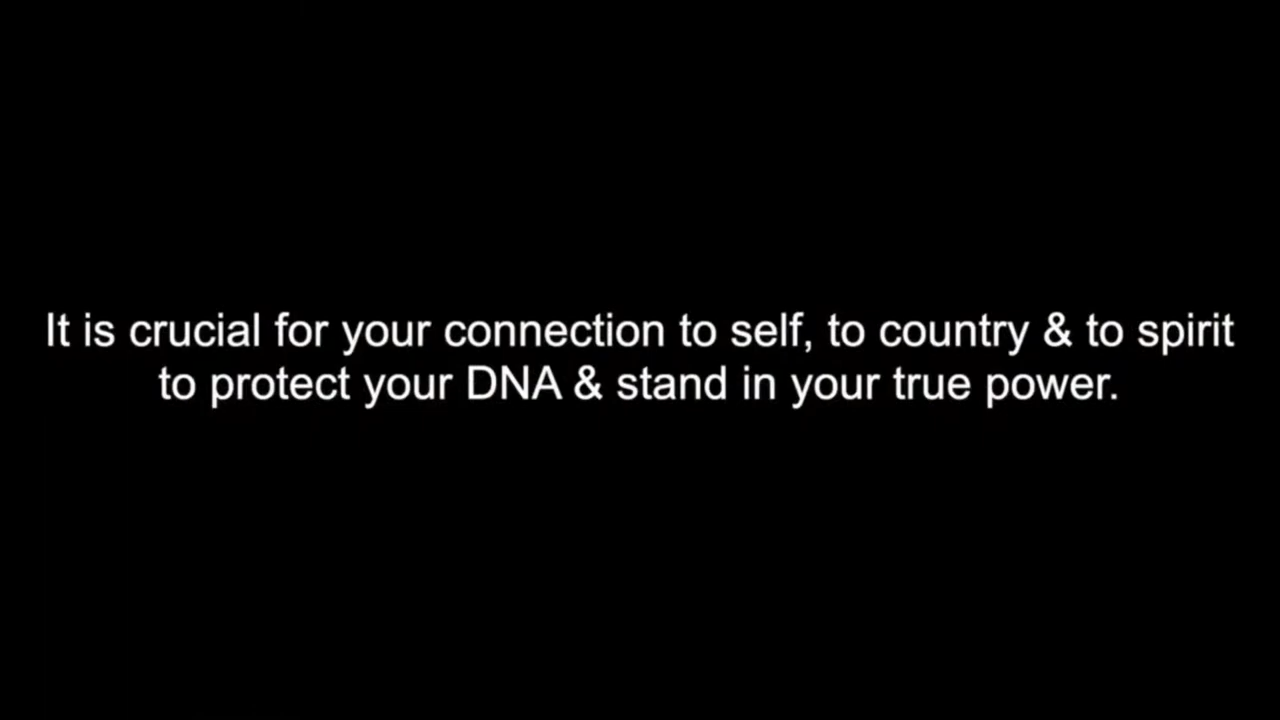 It is crucial for your connection to self, to country & to spirit
to protect your DNA & stand in your true power.